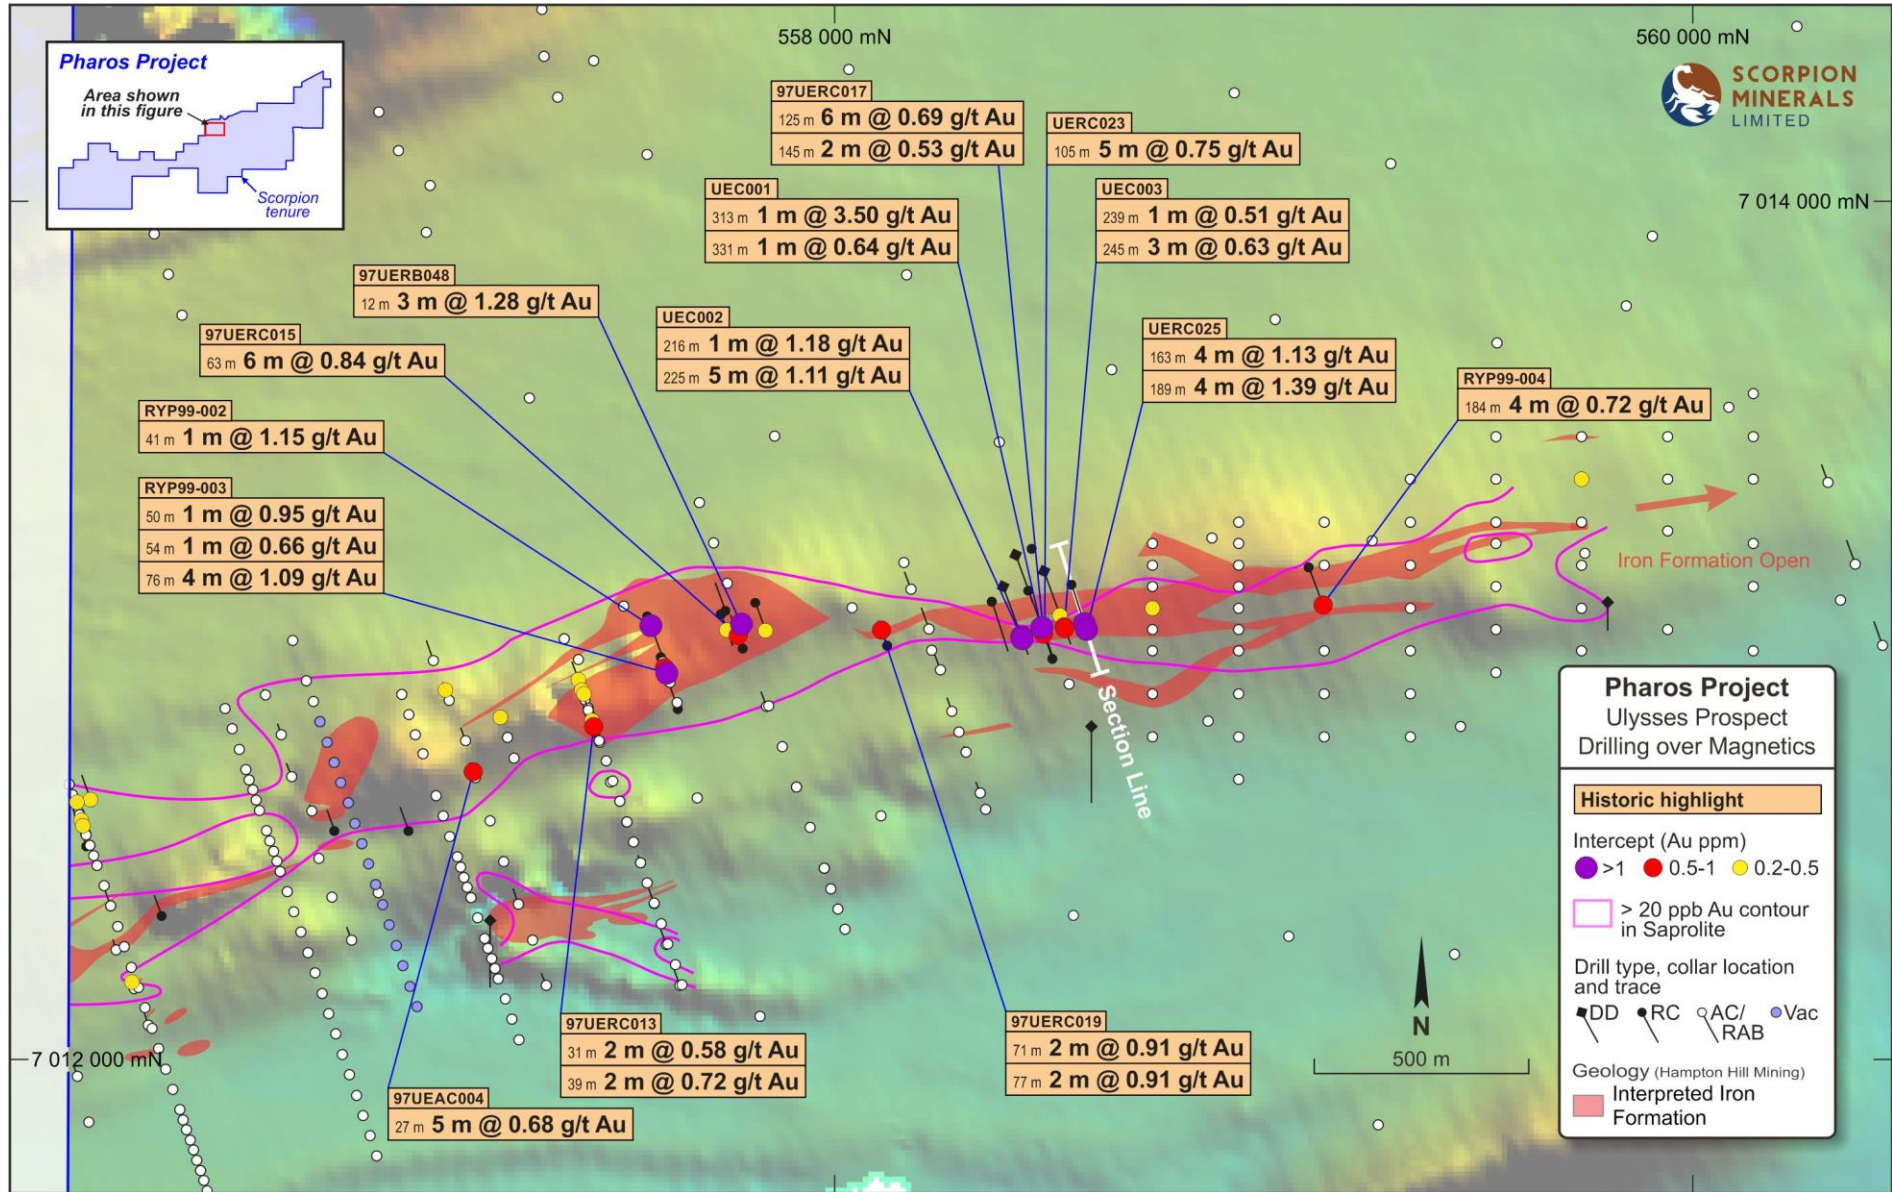 Pharos Project
Area shown
in this figure
Scorpion
tenure
558 000 mN
560 000 mN
SCORPION
MINERALS
LIMITED
7 014 000 mN
97UERC017
125 m 6 m @ 0.69 g/t Au
145 m 2 m @ 0.53 g/t Au
UERC023
105 m 5 m @ 0.75 g/t Au
UEC001
313 m 1 m @ 3.50 g/t Au
331 m 1 m @ 0.64 g/t Au
UEC003
239 m 1 m @ 0.51 g/t Au
245 m 3 m @ 0.63 g/t Au
97UERB048
12 m 3 m @ 1.28 g/t Au
97UERC015
63 m 6 m @ 0.84 g/t Au
UEC002
216 m 1 m @ 1.18 g/t Au
225 m 5 m @ 1.11 g/t Au
UERC025
163 m 4 m @ 1.13 g/t Au
189 m 4 m @ 1.39 g/t Au
RYP99-004
184 m 4 m @ 0.72 g/t Au
RYP99-002
41 m 1 m @ 1.15 g/t Au
RYP99-003
50 m 1 m @ 0.95 g/t Au
54 m 1 m @ 0.66 g/t Au
76 m 4 m @ 1.09 g/t Au
Iron Formation Open
Section Line
7 012 000 mN
97UERC013
31 m 2 m @ 0.58 g/t Au
39 m 2 m @ 0.72 g/t Au
97UERC019
71 m 2 m @ 0.91 g/t Au
77 m 2 m @ 0.91 g/t Au
97UEAC004
27 m 5 m @ 0.68 g/t Au
N
500 m
Pharos Project
Ulysses Prospect
Drilling over Magnetics
Historic highlight
Intercept (Au ppm)
>1 0.5-1 0.2-0.5
> 20 ppb Au contour
in Saprolite
Drill type, collar location
and trace
DD RC AC/ Vac
RAB
Geology (Hampton Hill Mining)
Interpreted Iron
Formation